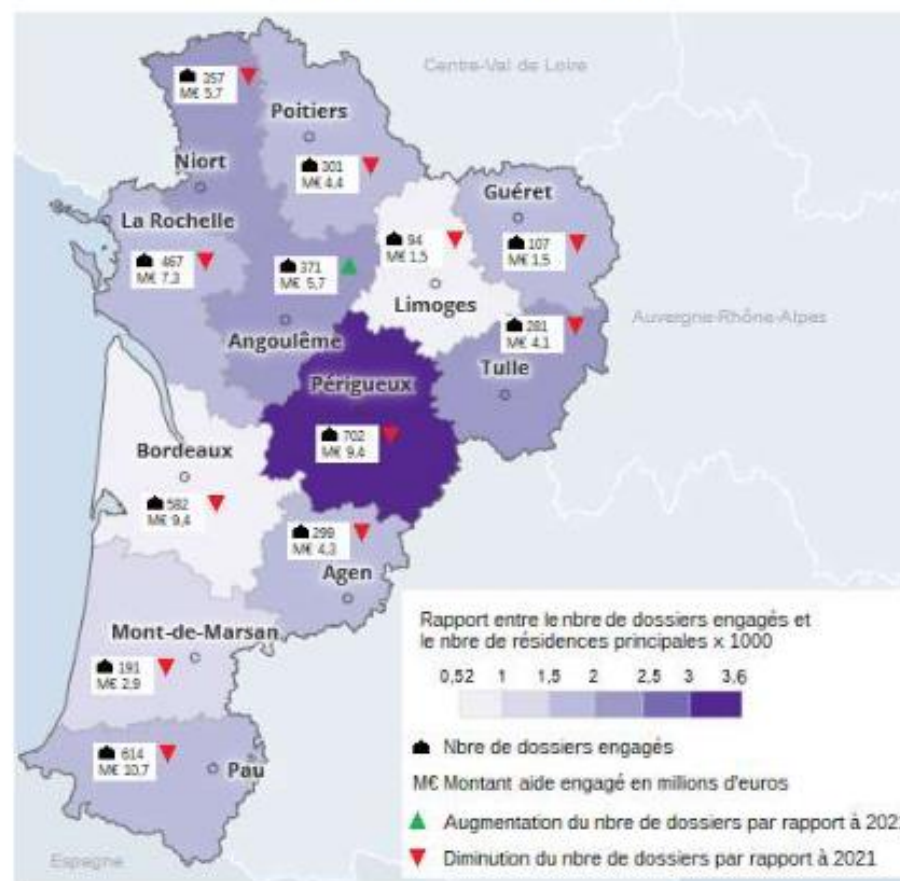 Centre-Val de Loire
357
M€ 5,7
Poitiers
301
M€ 4,4
Niort
Guéret
La Rochelle
94
M€ 1,5
107
M€ 1,5
467
M€ 7,3
371
M€ 5,7
Limoges
281
M€ 4,1
Auvergne-Rhône-Alpes
Angoulême
Tulle
Périgueux
702
M€ 9,4
Bordeaux
582
M€ 9,4
299
M€ 4,3
Agen
Mont-de-Marsan
191
M€ 2,9
614
M€ 10,7
Pau
Espagne
Rapport entre le nbre de dossiers engagés et
le nbre de résidences principales x 1000
0,52 1 1,5 2 2,5 3 3,6
Nbre de dossiers engagés
M€ Montant aide engagé en millions d'euros
Augmentation du nbre de dossiers par rapport à 2021
Diminution du nbre de dossiers par rapport à 2021